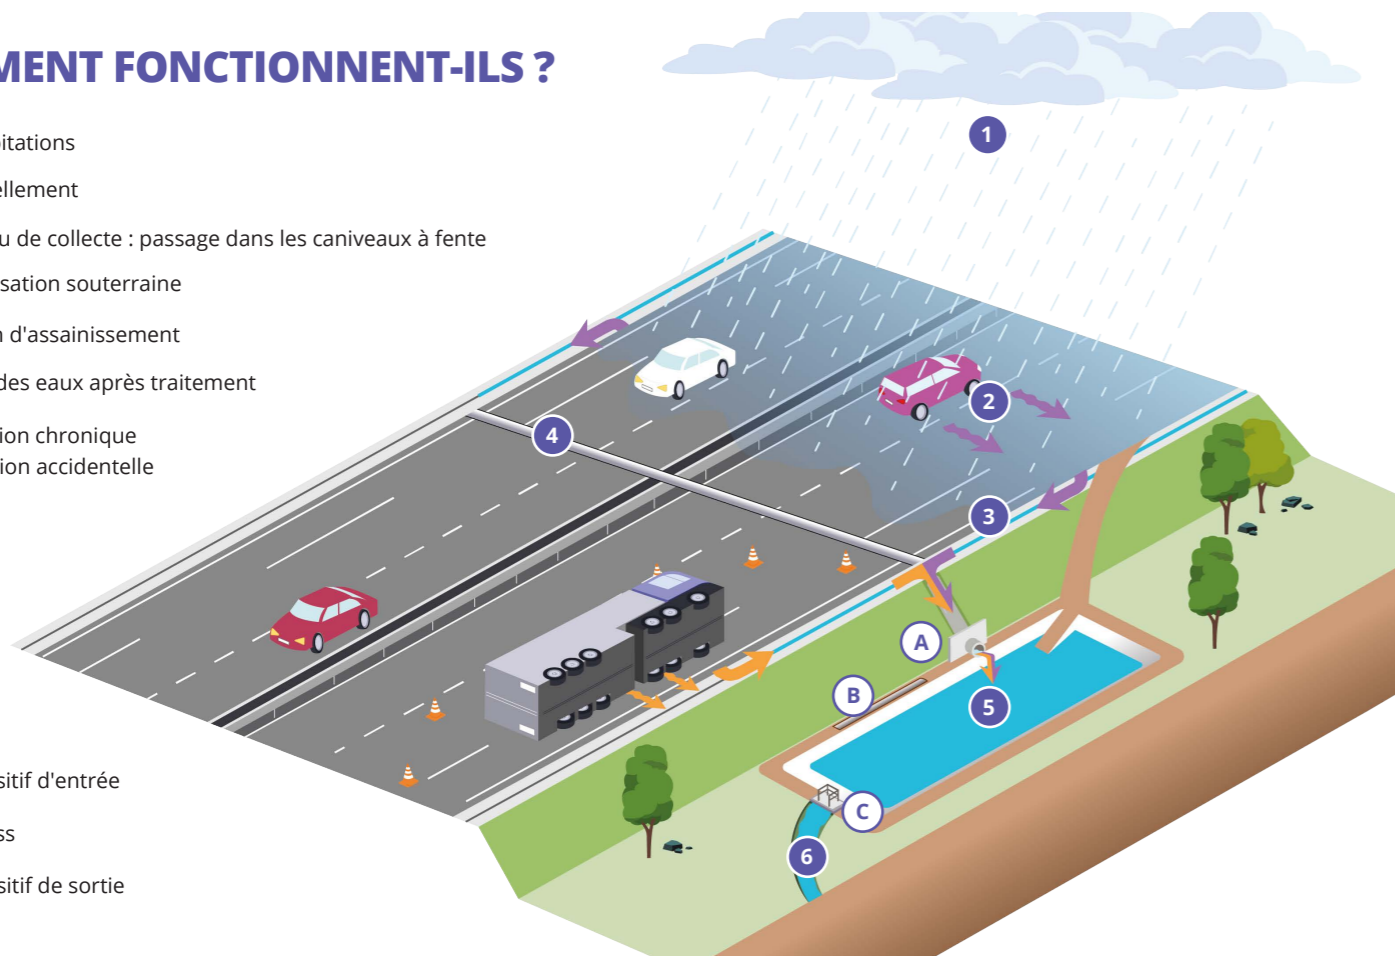 MENT FONCTIONNENT-ILS ?
pitations
ellement
u de collecte : passage dans les caniveaux à fente
sation souterraine
n d'assainissement
des eaux après traitement
ion chronique
ion accidentelle
sitif d'entrée
ss
sitif de sortie
1
2
3
4
A
B
5
C
6